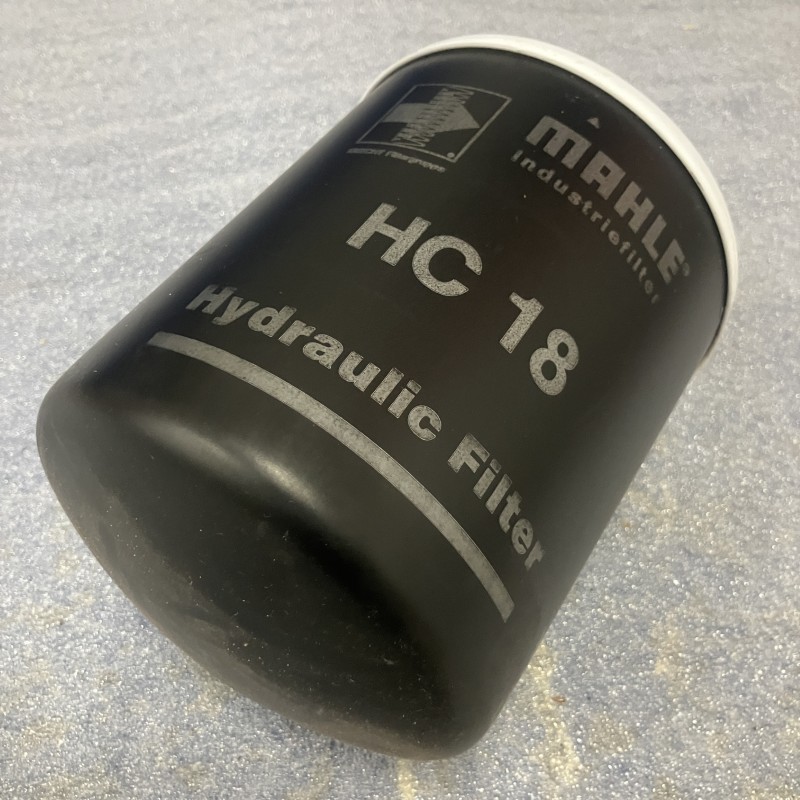 MAHLE®
industriefilter
HC 18
Hydraulic Filter